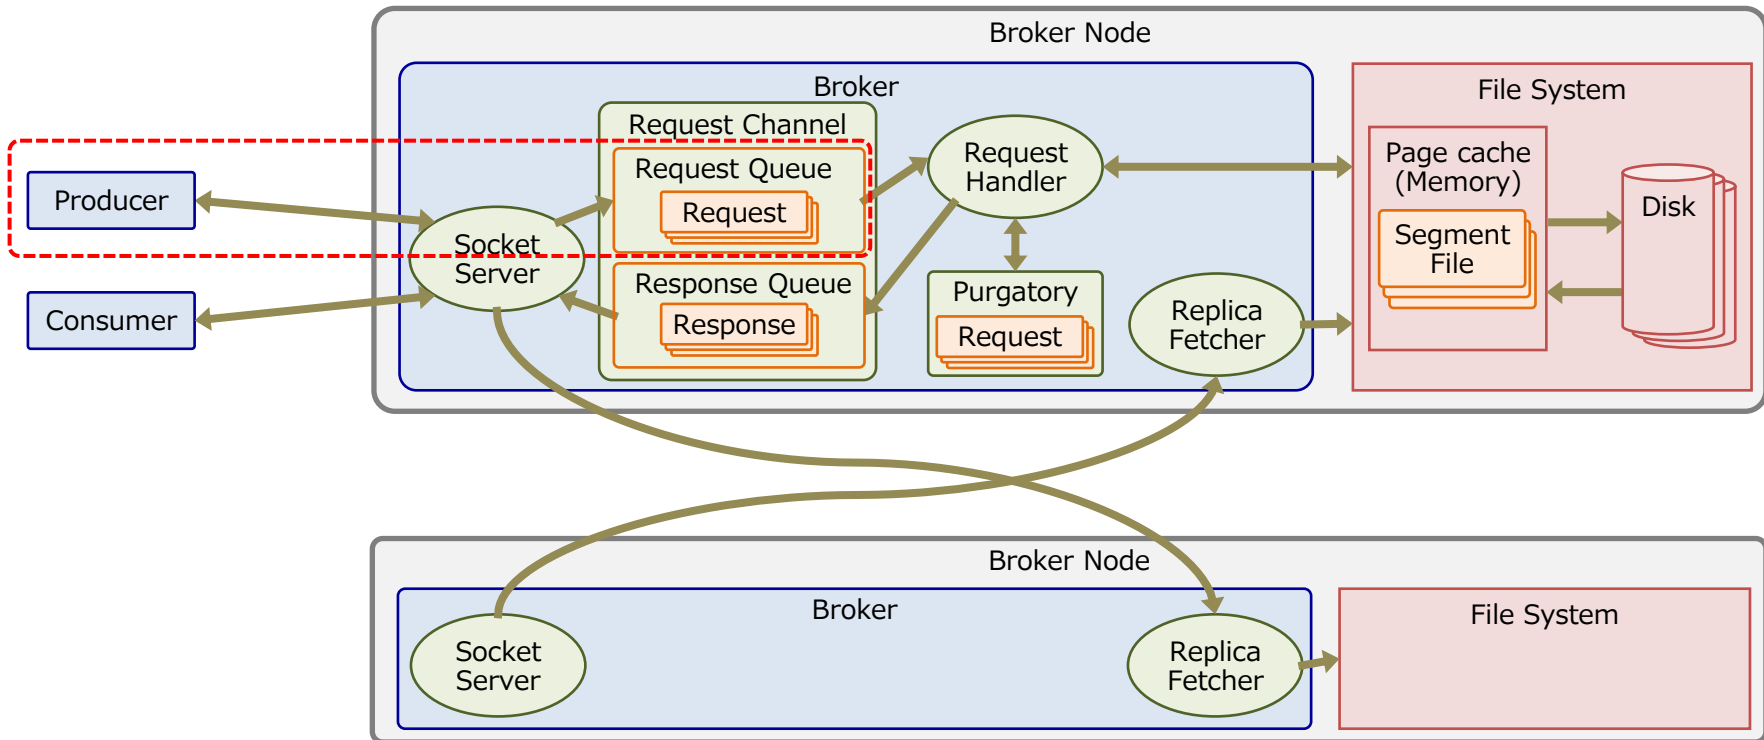 Broker Node
Broker
File System
Request Channel
Request Queue
Request
Request
Handler
Page cache
(Memory)
Disk
Producer
Socket
Server
Segment
File
Response Queue
Response
Purgatory
Request
Replica
Fetcher
Consumer
Broker Node
Broker
File System
Socket
Server
Replica
Fetcher